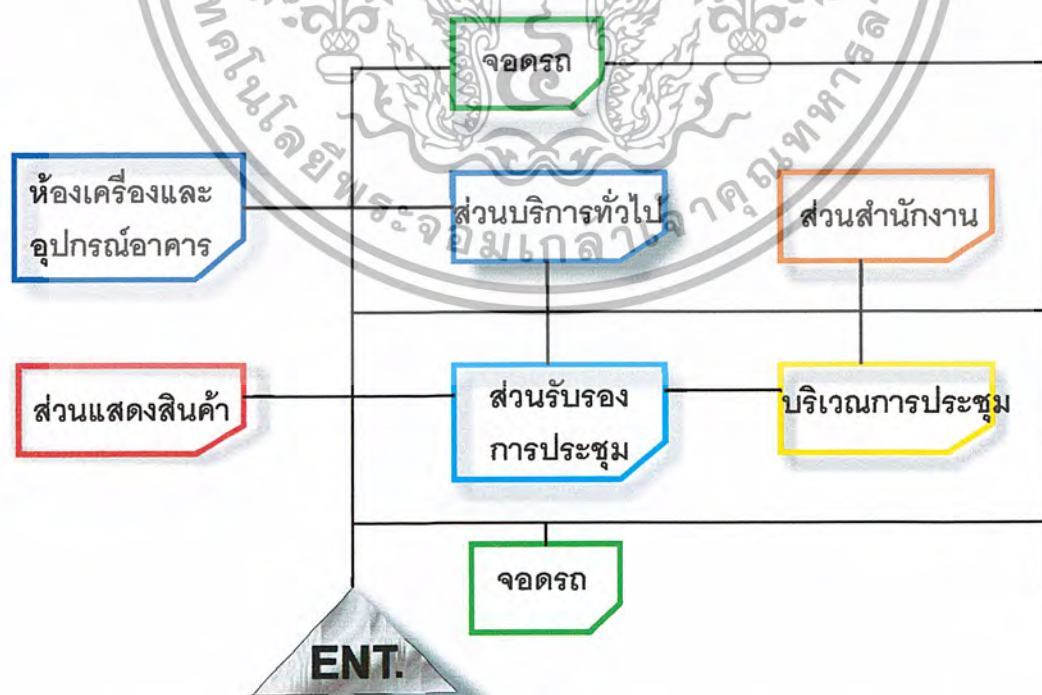 จอดรถ
ห้องเครื่องและ
อุปกรณ์อาคาร
ส่วนบริการทั่วไป
ส่วนสำนักงาน
ส่วนแสดงสินค้า
ส่วนรับรอง
การประชุม
บริเวณการประชุม
จอดรถ
ENT.